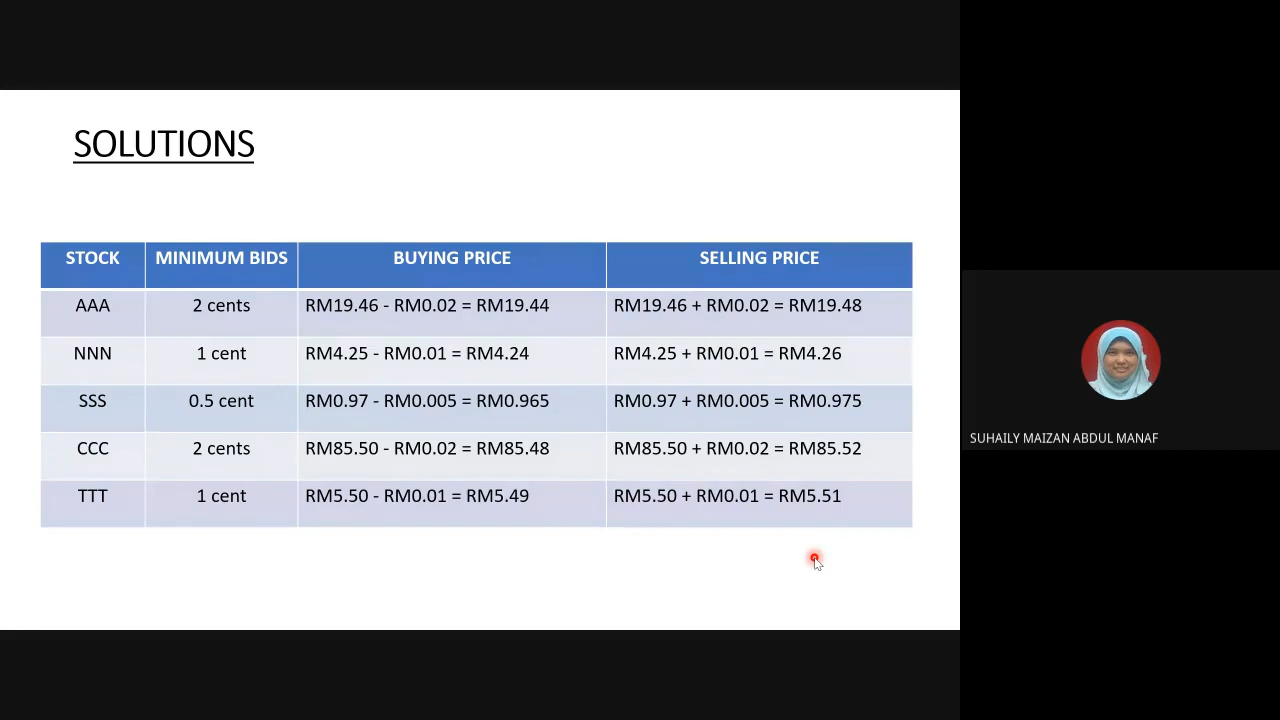 SOLUTIONS
STOCK MINIMUM BIDS BUYING PRICE SELLING PRICE
AAA 2 cents RM19.46 - RM0.02 = RM19.44 RM19.46 + RM0.02 = RM19.48
NNN 1 cent RM4.25 - RM0.01 = RM4.24 RM4.25 + RM0.01 = RM4.26
SSS 0.5 cent RM0.97 - RM0.005 = RM0.965 RM0.97 + RM0.005 = RM0.975
CCC 2 cents RM85.50 - RM0.02 = RM85.48 RM85.50 + RM0.02 = RM85.52
TTT 1 cent RM5.50 - RM0.01 = RM5.49 RM5.50 + RM0.01 = RM5.51
SUHAILY MAIZAN ABDUL MANAF